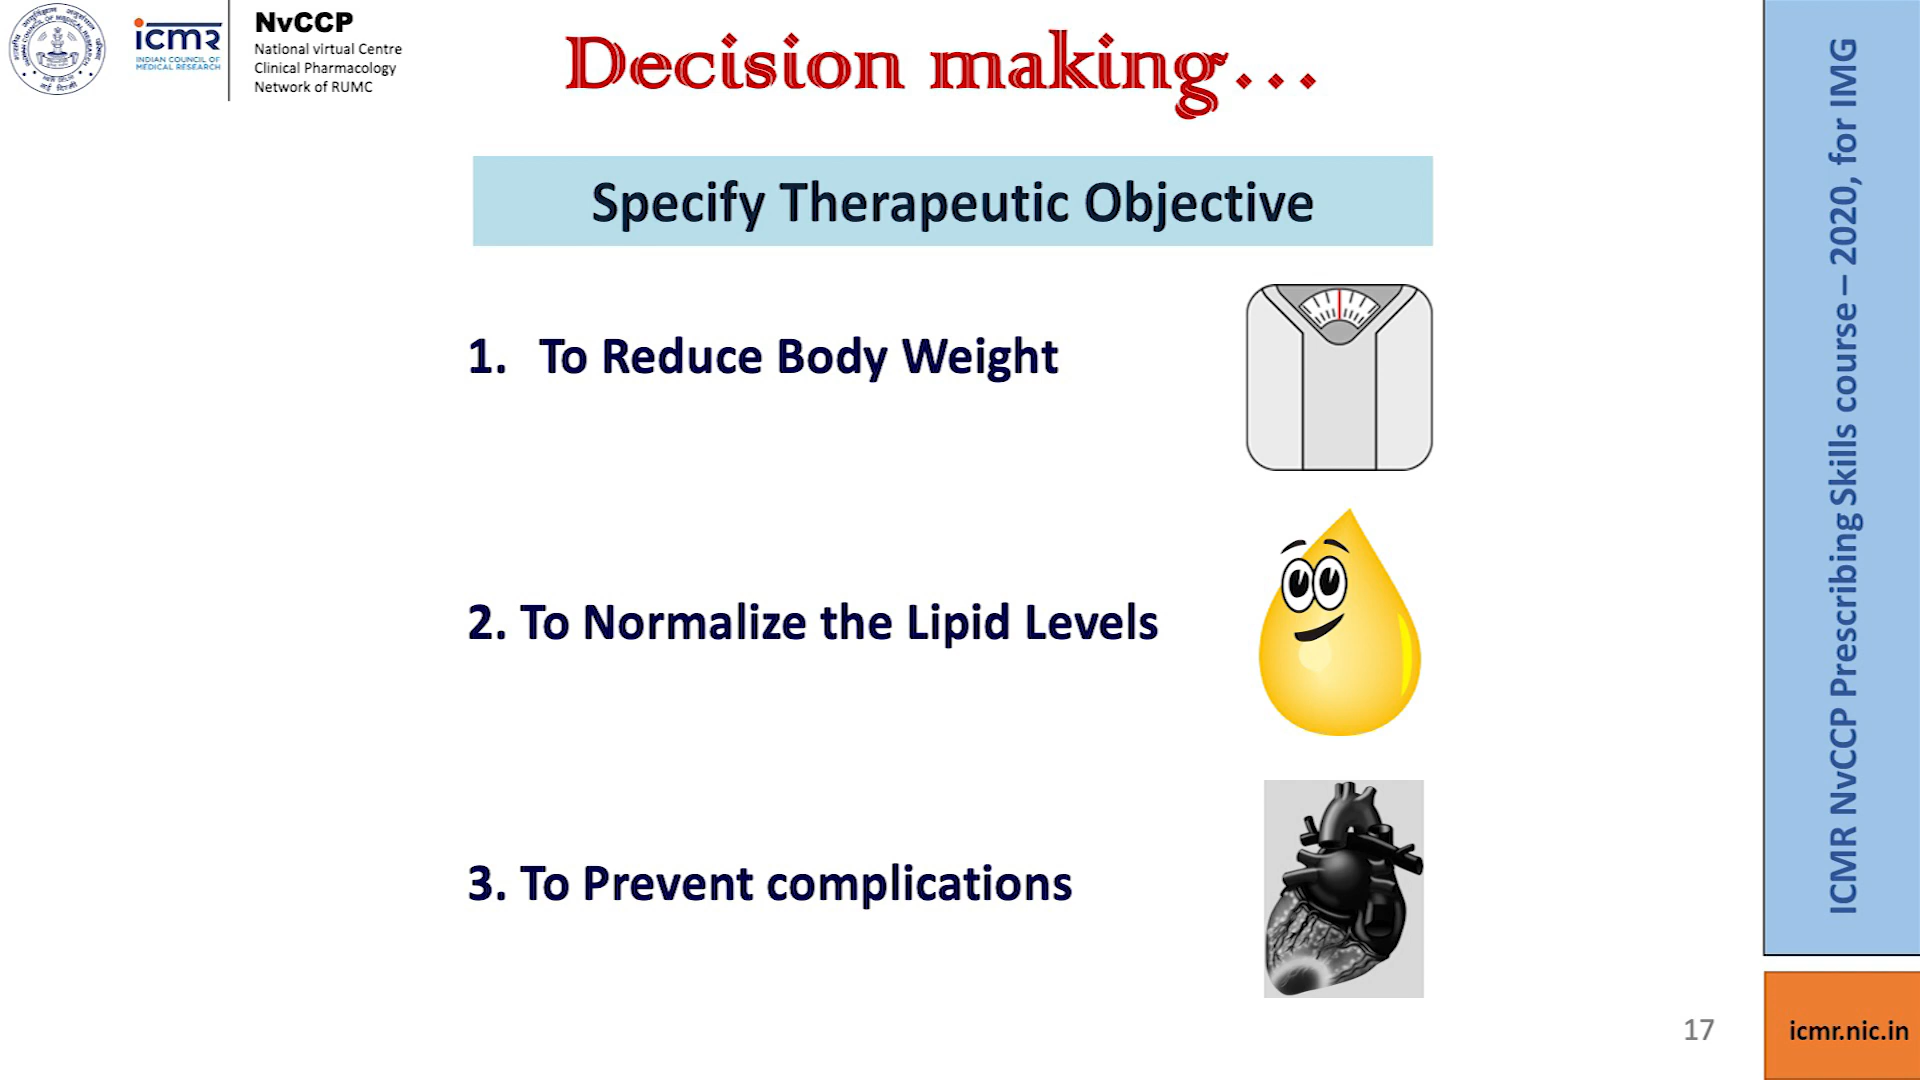 icmr
INDIAN COUNCIL OF
MEDICAL RESEARCH
NvCCP
National virtual Centre
Clinical Pharmacology
Network of RUMC
Decision making...
Specify Therapeutic Objective
1. To Reduce Body Weight
2. To Normalize the Lipid Levels
3. To Prevent complications
ICMR NvCCP Prescribing Skills course – 2020, for IMG
17
icmr.nic.in